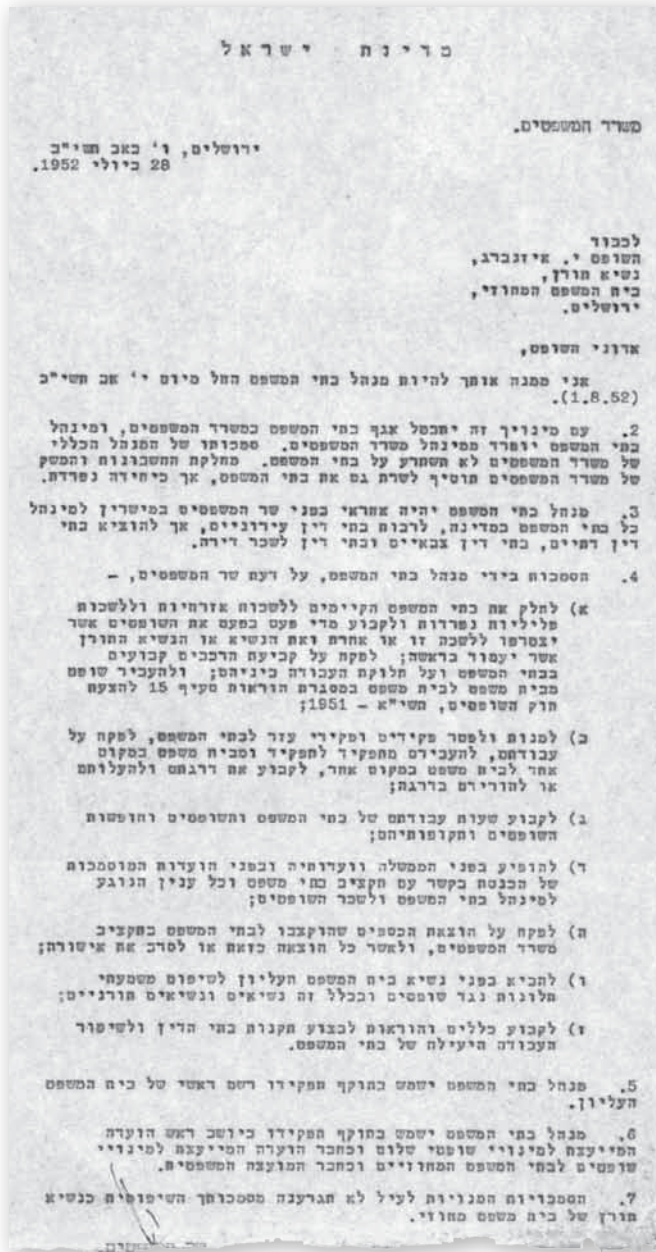 מדינת ישראל
משרד המשפטים.
ירושלים, ו' באב תשי"ב
28 ביולי 1952.
לכבוד
השופט י. איזנברג,
נשיא תורן,
בית המשפט המחוזי,
ירושלים.
אדוני השופט,
אני ממנה אותך להיות מנהל בתי המשפט החל מיום י' אב תשי"ב
(1.8.52).
2. עם מינויך זה יתבטל אגף בתי המשפט במשרד המשפטים, ומינהל
בתי המשפט יופרד ממינהל משרד המשפטים. סמכותו של המנהל הכללי
של משרד המשפטים לא תשתרע על בתי המשפט. מחלקת החשבונות והמשק
של משרד המשפטים תוסיף לשרת גם את בתי המשפט, אך כיחידה נפרדת.
3. מנהל בתי המשפט יהיה אחראי בפני שר המשפטים במישרין למינהל
כל בתי המשפט במדינה, לרבות בתי דין עירוניים, אך להוציא בתי
דין דתיים, בתי דין צבאיים ובתי דין לשכר דירה.
4. הסמכות בידי מנהל בתי המשפט, על דעת שר המשפטים, -
א) לחלק את בתי המשפט הקיימים ללשכות אזרחיות וללשכות
פליליות נפרדות ולקבוע מדי פעם בפעם את השופטים אשר
יצטרפו ללשכה זו או אחרת ואת הנשיא או הנשיא התורן
אשר יעמוד בראשה; לפקח על קביעת הרכבים קבועים
בבתי המשפט ועל חלוקת העבודה ביניהם; ולהעביר שופט
מבית משפט לבית משפט במסגרת הוראות סעיף 15 להצעת
חוק השופטים, תשי"א - 1951;
ב) למנות ולפטר פקידים ופקידי עזר לבתי המשפט, לפקח על
עבודתם, להעבירם מתפקיד לתפקיד ומבית משפט במקום
אחד לבית משפט במקום אחר, לקבוע את דרגתם ולהעלותם
או להורידם בדרגה;
ג) לקבוע שעות עבודתם של בתי המשפט והשופטים וחופשות
השופטים ותקופותיהם;
ד) להופיע בפני הממשלה וועדותיה ובפני הועדות המוסמכות
של הכנסת בקשר עם תקציב בתי משפט וכל ענין הנוגע
למינהל בתי המשפט ולשכר השופטים;
ה) לפקח על הוצאת הכספים שהוקצבו לבתי המשפט בתקציב
משרד המשפטים, ולאשר כל הוצאה כזאת או לסרב את אישורה;
ו) להביא בפני נשיא בית המשפט העליון לשיפוט משמעתי
תלונות נגד שופטים ובכלל זה נשיאים ונשיאים תורניים;
ז) לקבוע כללים והוראות לבצוע תקנות בתי הדין ולשיפור
העבודה היעילה של בתי המשפט.
5. מנהל בתי המשפט ישמש בתוקף תפקידו רשם ראשי של בית המשפט
העליון.
6. מנהל בתי המשפט ישמש בתוקף תפקידו כיושב ראש הועדה
המייעצת למינויי שופטי שלום וכחבר הועדה המייעצת למינויי
שופטים לבתי המשפט המחוזיים וכחבר המועצה המשפטית.
7. הסמכויות המנויות לעיל לא תגרענה מסמכותך השיפוטית כנשיא
תורן של בית משפט מחוזי.
שר המשפטים.